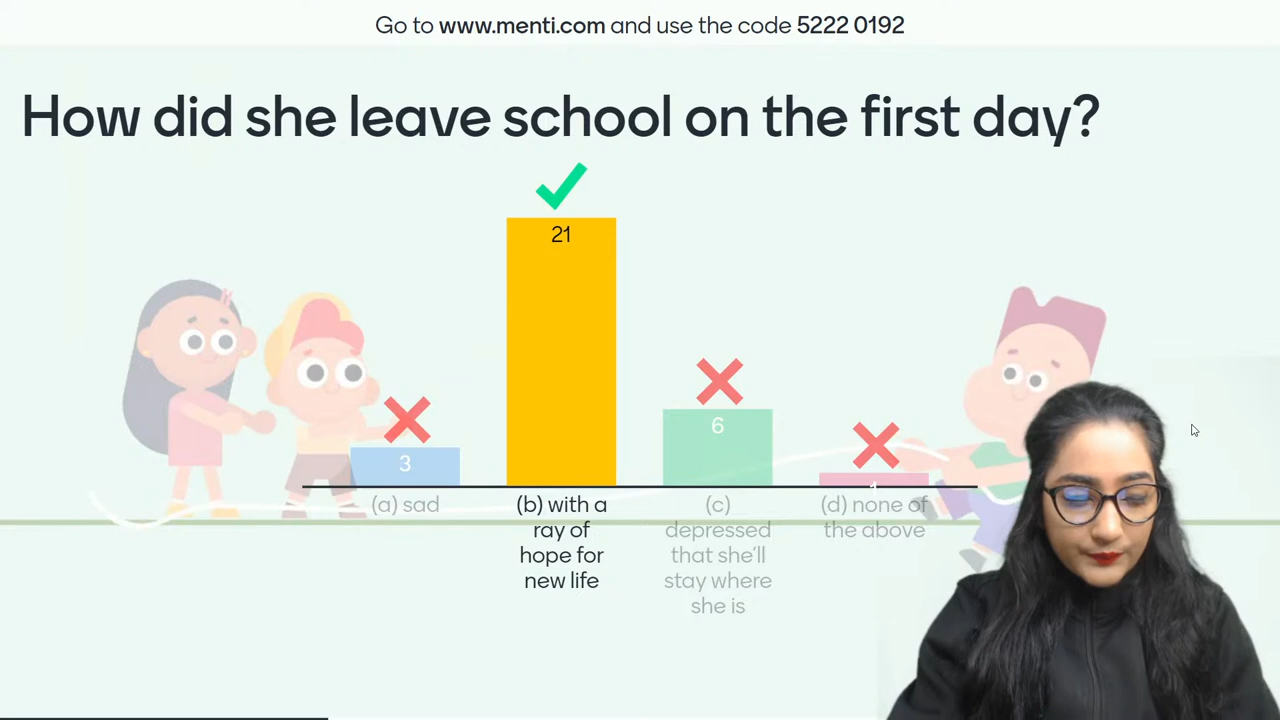 Go to www.menti.com and use the code 5222 0192
How did she leave school on the first day?
21
6
3
1
(a) sad
(b) with a
ray of
hope for
new life
(c)
depressed
that she'll
stay where
she is
(d) none of
the above